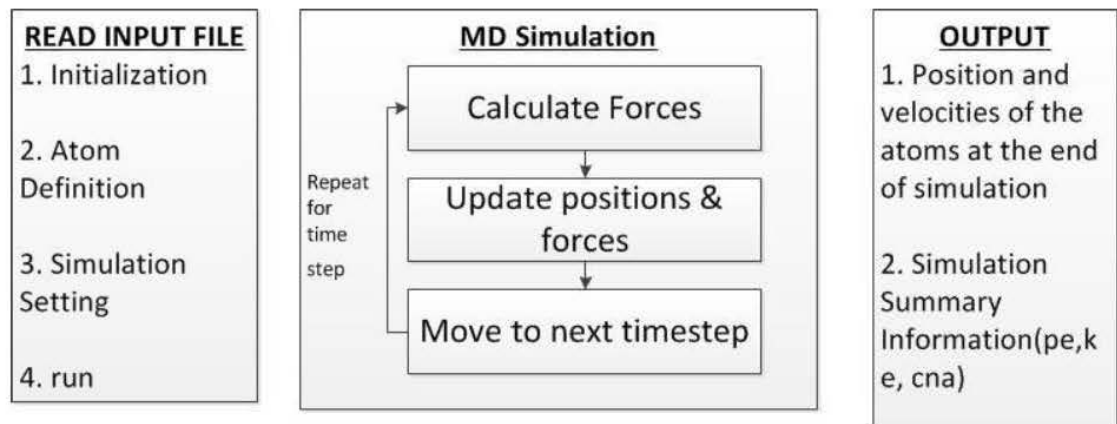 READ INPUT FILE
1. Initialization
2. Atom
Definition
3. Simulation
Setting
4. run
MD Simulation
Calculate Forces
Repeat
for
time
step
Update positions &
forces
Move to next timestep
OUTPUT
1. Position and
velocities of the
atoms at the end
of simulation
2. Simulation
Summary
Information(pe,k
e, cna)